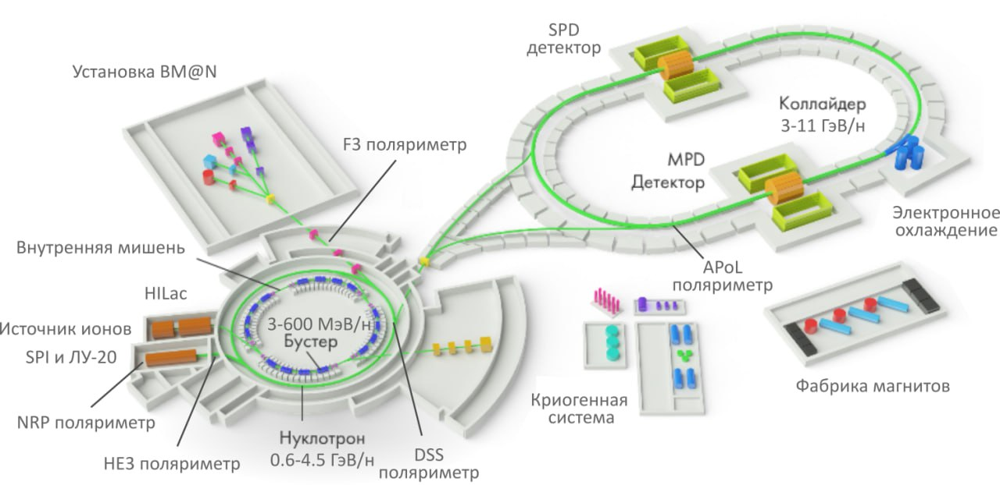 SPD
детектор
Установка BM@N
Коллайдер
3-11 ГэВ/н
F3 поляриметр
MPD
Детектор
Электронное
охлаждение
Внутренняя мишень
APoL
поляриметр
HILac
Источник ионов
3-600 МэВ/н
Бустер
SPI и ЛУ-20
Фабрика магнитов
Криогенная
система
NRP поляриметр
Нуклотрон
0.6-4.5 ГэВ/н
DSS
поляриметр
НЕ3 поляриметр